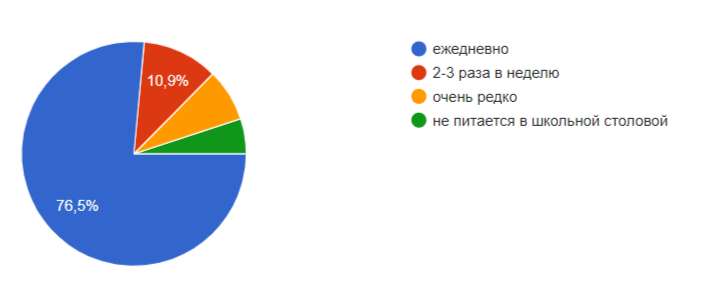 ежедневно
2-3 раза в неделю
очень редко
не питается в школьной столовой
10,9%
76,5%